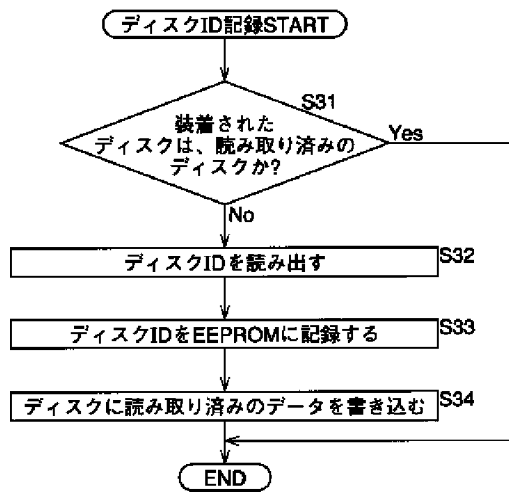 ディスクID記録START
S31
装着された
ディスクは、読み取り済みの
ディスクか?
Yes
No
ディスクIDを読み出す
S32
ディスクIDをEEPROMに記録する
S33
ディスクに読み取り済みのデータを書き込む
S34
END